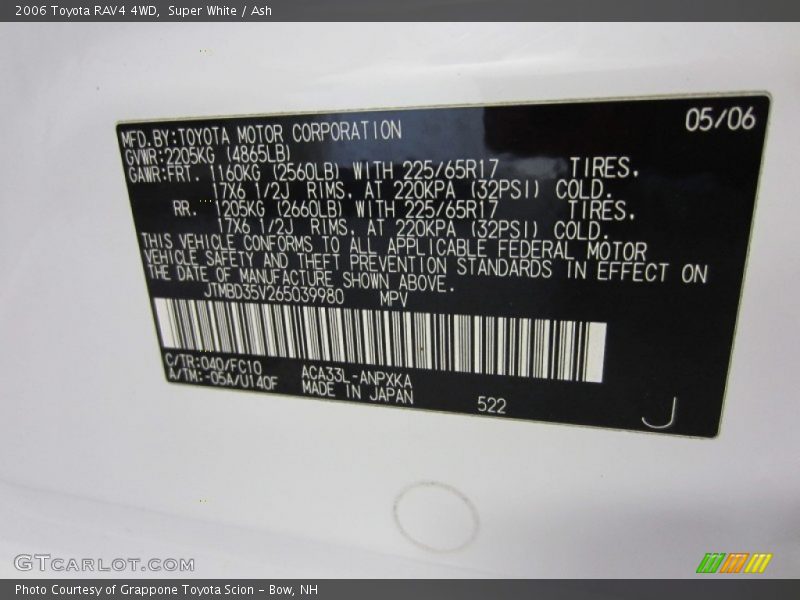 2006 Toyota RAV4 4WD, Super White / Ash
05/06
MFD.BY:TOYOTA MOTOR CORPORATION
GVWR:2205KG (4865LB)
GAWR:FRT. 1160KG (2560LB) WITH 225/65R17 TIRES.
17X6 1/2J RIMS. AT 220KPA (32PSI) COLD.
RR. 1205KG (2660LB) WITH 225/65R17 TIRES.
17X6 1/2J RIMS. AT 220KPA (32PSI) COLD.
THIS VEHICLE CONFORMS TO ALL APPLICABLE FEDERAL MOTOR
VEHICLE SAFETY AND THEFT PREVENTION STANDARDS IN EFFECT ON
THE DATE OF MANUFACTURE SHOWN ABOVE.
JTMBD35V265039980 MPV
C/TR:040/FC10 ACA33L-ANPXKA
A/TM:-05A/U140F MADE IN JAPAN 522
J
GTCARLOT.COM
Photo Courtesy of Grappone Toyota Scion - Bow, NH